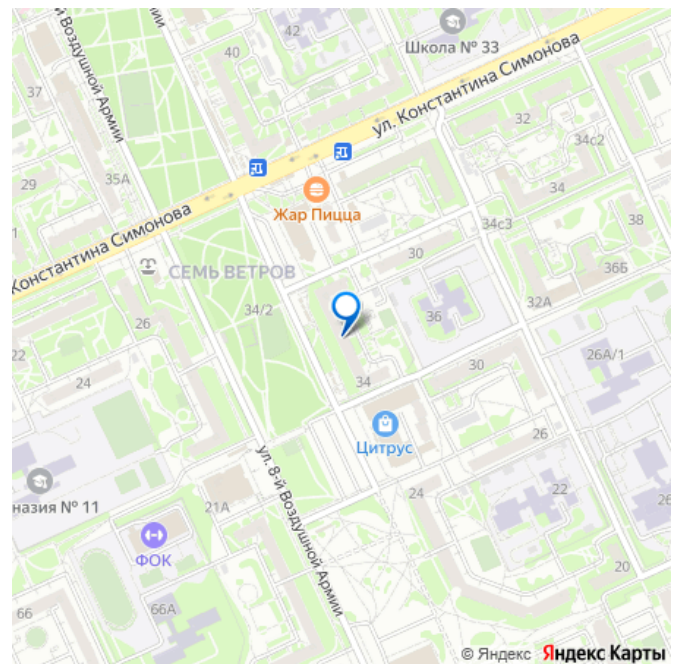 й Воздушной Армии
42
40
Школа № 33
ул. Константина Симонова
37
32
34с2
29
35А
34
Жар Пицца
Константина Симонова
34с3
38
1
30
СЕМЬ ВЕТРОВ
36Б
34/2
32А
26
36
22
26А/1
24
34
30
Цитрус
26
ул. 8-й Воздушной Армии
назия № 11
21А
24
22
26
ФОК
20
66
66А
© Яндекс Яндекс Карты